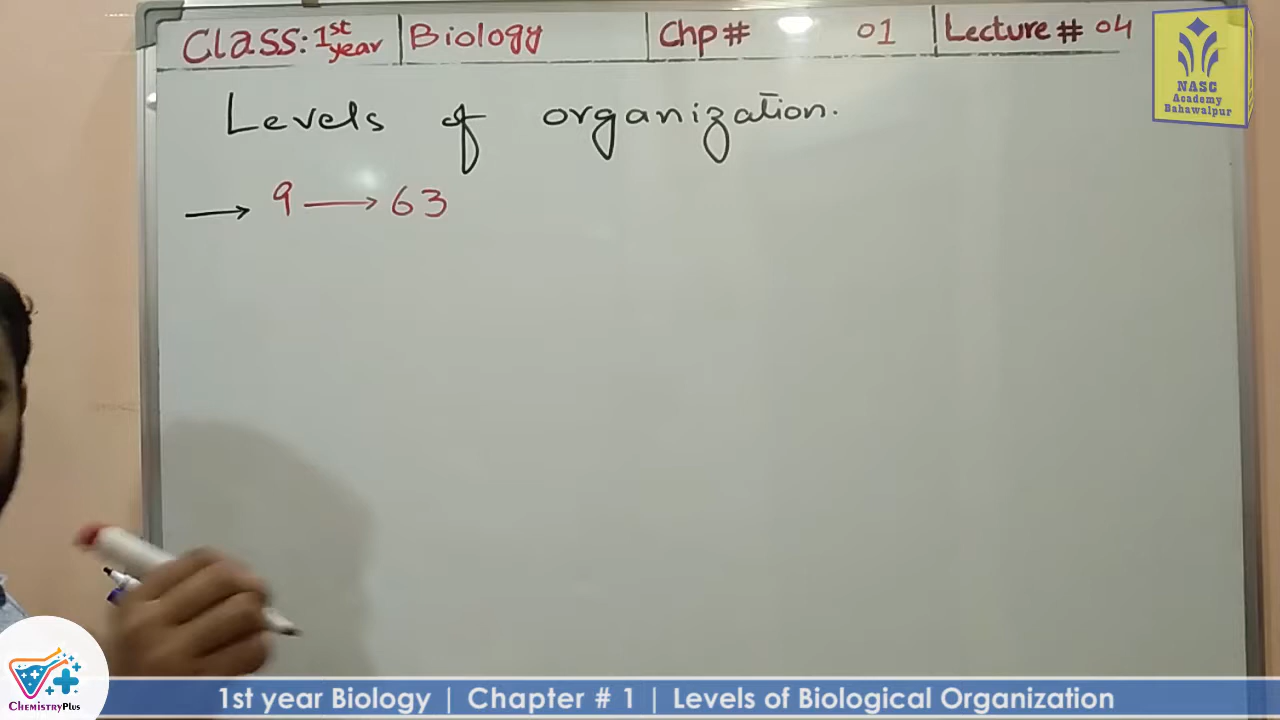 Class: 1st year | Biology | Chp# 01 | Lecture # 04
NASC
Academy
Bahawalpur
Levels of organization.
→ 9 → 63
ChemistryPlus
1st year Biology | Chapter # 1 | Levels of Biological Organization